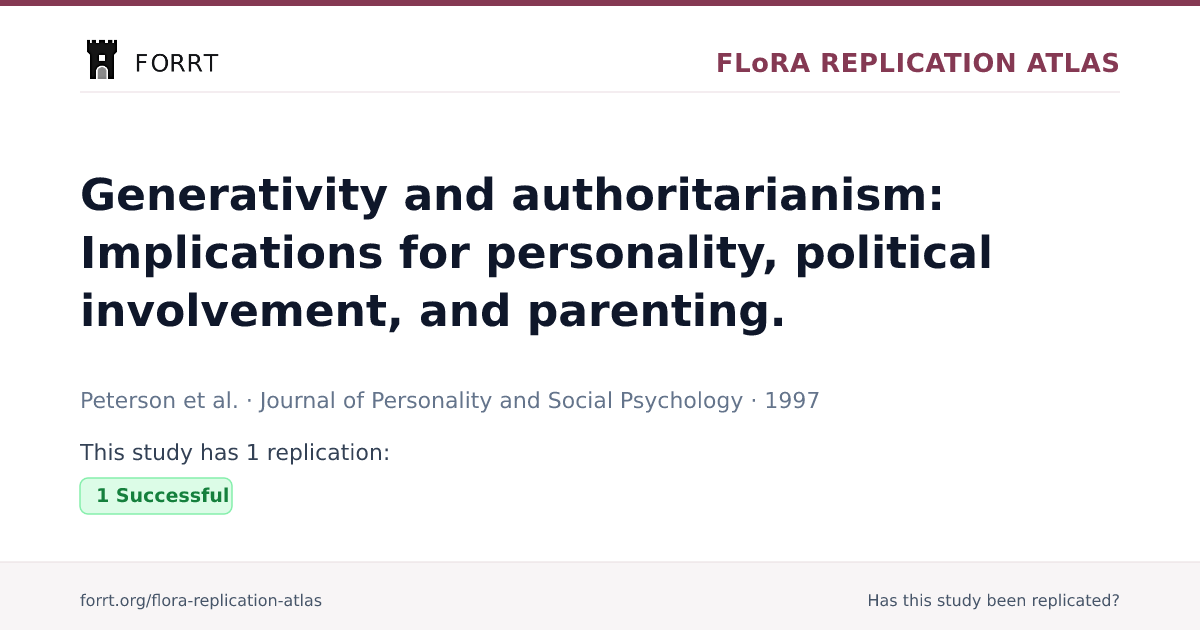 FORRT
FLoRA REPLICATION ATLAS
Generativity and authoritarianism:
Implications for personality, political
involvement, and parenting.
Peterson et al. · Journal of Personality and Social Psychology · 1997
This study has 1 replication:
1 Successful
forrt.org/flora-replication-atlas
Has this study been replicated?